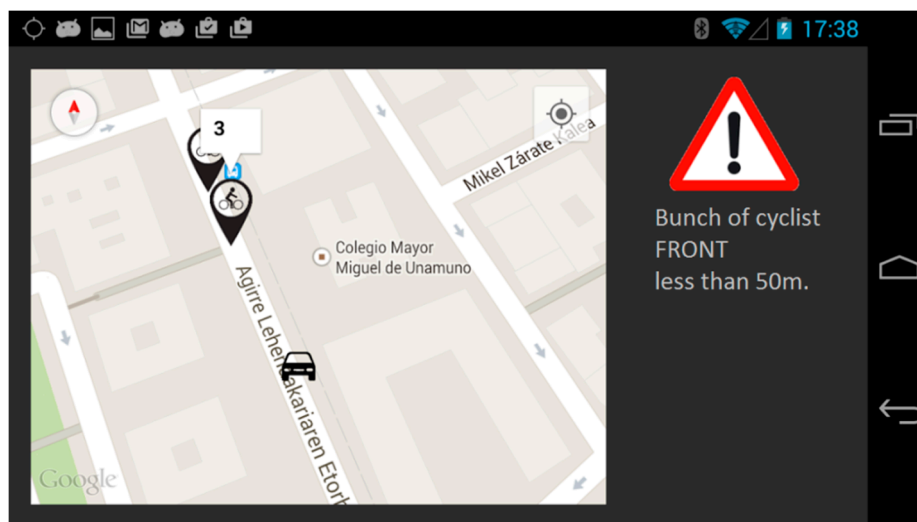 17:38
3
Mikel Zárate Kalea
Colegio Mayor
Miguel de Unamuno
Agirre Lehendakariaren Etorb
Google
Bunch of cyclist
FRONT
less than 50m.